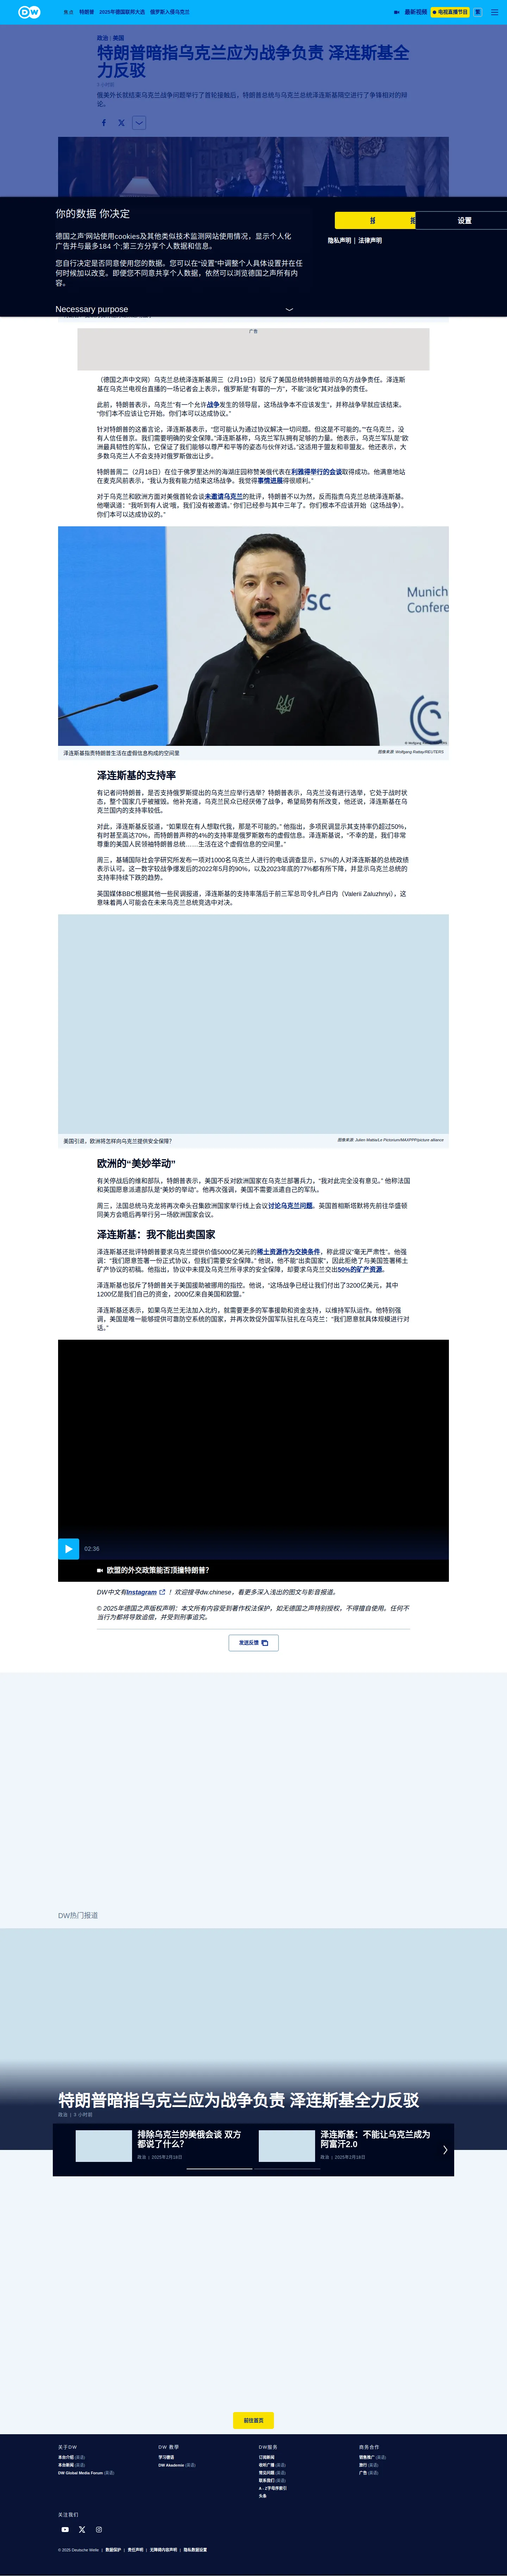 DW
焦点 特朗普 2025年德国联邦大选 俄罗斯入侵乌克兰
最新视频 电视直播节目 繁
政治 | 美国
特朗普暗指乌克兰应为战争负责 泽连斯基全
力反驳
3 小时前
俄美外长就结束乌克兰战争问题举行了首轮接触后，特朗普总统与乌克兰总统泽连斯基隔空进行了争锋相对的辩
论。
你的数据 你决定
德国之声'网站使用cookies及其他类似技术监测网站使用情况，显示个人化
广告并与最多184 个;第三方分享个人数据和信息。
您自行决定是否同意使用您的数据。您可以在“设置”中调整个人具体设置并在任
何时候加以改变。即便您不同意共享个人数据，依然可以浏览德国之声所有内
容。
设置
隐私声明 | 法律声明
Necessary purpose
广告
（德国之声中文网）乌克兰总统泽连斯基周三（2月19日）驳斥了美国总统特朗普暗示的乌方战争责任。泽连斯
基在乌克兰电视台直播的一场记者会上表示，俄罗斯是“有罪的一方”，不能“淡化”其对战争的责任。
此前，特朗普表示，乌克兰“有一个允许战争发生的领导层，这场战争本不应该发生”，并称战争早就应该结束。
“你们本不应该让它开始。你们本可以达成协议。”
针对特朗普的这番言论，泽连斯基表示，“您可能认为通过协议解决一切问题。但这是不可能的。”“在乌克兰，没
有人信任普京。我们需要明确的安全保障。”泽连斯基称，乌克兰军队拥有足够的力量。他表示，乌克兰军队是“欧
洲最具韧性的军队，它保证了我们能够以尊严和平等的姿态与伙伴对话。”这适用于盟友和非盟友。他还表示，大
多数乌克兰人不会支持对俄罗斯做出让步。
特朗普周二（2月18日）在位于佛罗里达州的海湖庄园称赞美俄代表在利雅得举行的会谈取得成功。他满意地站
在麦克风前表示，“我认为我有能力结束这场战争。我觉得事情进展得很顺利。”
对于乌克兰和欧洲方面对美俄首轮会谈未邀请乌克兰的批评，特朗普不以为然，反而指责乌克兰总统泽连斯基。
他嘲讽道：“我听到有人说‘哦，我们没有被邀请。’你们已经参与其中三年了。你们根本不应该开始（这场战争）。
你们本可以达成协议的。”
Munich
Conferen
SC
泽连斯基指责特朗普生活在虚假信息构成的空间里
图像来源: Wolfgang Rattay/REUTERS
泽连斯基的支持率
有记者问特朗普，是否支持俄罗斯提出的乌克兰应举行选举？特朗普表示，乌克兰没有进行选举，它处于战时状
态，整个国家几乎被摧毁。他补充道，乌克兰民众已经厌倦了战争，希望局势有所改变，他还说，泽连斯基在乌
克兰国内的支持率较低。
对此，泽连斯基反驳道，“如果现在有人想取代我，那是不可能的。” 他指出，多项民调显示其支持率仍超过50%，
有时甚至高达70%，而特朗普声称的4%的支持率是俄罗斯散布的虚假信息。泽连斯基说，“不幸的是，我们非常
尊重的美国人民领袖特朗普总统……生活在这个虚假信息的空间里。”
周三，基辅国际社会学研究所发布一项对1000名乌克兰人进行的电话调查显示，57%的人对泽连斯基的总统政绩
表示认可。这一数字较战争爆发后的2022年5月的90%，以及2023年底的77%都有所下降，并显示乌克兰总统的
支持率持续下跌的趋势。
英国媒体BBC根据其他一些民调报道，泽连斯基的支持率落后于前三军总司令扎卢日内（Valerii Zaluzhnyi），这
意味着两人可能会在未来乌克兰总统竞选中对决。
美国引退，欧洲将怎样向乌克兰提供安全保障？
图像来源: Julien Mattia/Le Pictorium/MAXPPP/picture alliance
欧洲的“美妙举动”
有关停战后的维和部队，特朗普表示，美国不反对欧洲国家在乌克兰部署兵力，“我对此完全没有意见。” 他称法国
和英国愿意派遣部队是“美妙的举动”。他再次强调，美国不需要派遣自己的军队。
周三，法国总统马克龙将再次牵头召集欧洲国家举行线上会议讨论乌克兰问题。英国首相斯塔默将先前往华盛顿
同美方会晤后再举行另一场欧洲国家会议。
泽连斯基：我不能出卖国家
泽连斯基还批评特朗普要求乌克兰提供价值5000亿美元的稀土资源作为交换条件，称此提议“毫无严肃性”。他强
调：“我们愿意签署一份正式协议，但我们需要安全保障。” 他说，他不能“出卖国家”，因此拒绝了与美国签署稀土
矿产协议的初稿。他指出，协议中未提及乌克兰所寻求的安全保障，却要求乌克兰交出50%的矿产资源。
泽连斯基也驳斥了特朗普关于美国援助被挪用的指控。他说，“这场战争已经让我们付出了3200亿美元，其中
1200亿是我们自己的资金，2000亿来自美国和欧盟。”
泽连斯基还表示，如果乌克兰无法加入北约，就需要更多的军事援助和资金支持，以维持军队运作。他特别强
调，美国是唯一能够提供可靠防空系统的国家，并再次敦促外国军队驻扎在乌克兰：“我们愿意就具体规模进行对
话。”
02:36
欧盟的外交政策能否顶撞特朗普？
DW中文有Instagram ！欢迎搜寻dw.chinese，看更多深入浅出的图文与影音报道。
© 2025年德国之声版权声明：本文所有内容受到著作权法保护，如无德国之声特别授权，不得擅自使用。任何不
当行为都将导致追偿，并受到刑事追究。
发送反馈
DW热门报道
特朗普暗指乌克兰应为战争负责 泽连斯基全力反驳
政治 | 3 小时前
排除乌克兰的美俄会谈 双方
都说了什么？
政治 | 2025年2月18日
泽连斯基：不能让乌克兰成为
阿富汗2.0
政治 | 2025年2月18日
前往首页
关于DW
本台介绍 (英语)
本台新闻 (英语)
DW Global Media Forum (英语)
DW 教学
学习德语
DW Akademie (英语)
DW服务
订阅新闻
收听广播 (英语)
常见问题 (英语)
联系我们 (英语)
A - Z字母序索引
头条
商务合作
销售推广 (英语)
旅行 (英语)
广告 (英语)
关注我们
© 2025 Deutsche Welle | 数据保护 | 责任声明 | 无障碍内容声明 | 隐私数据设置